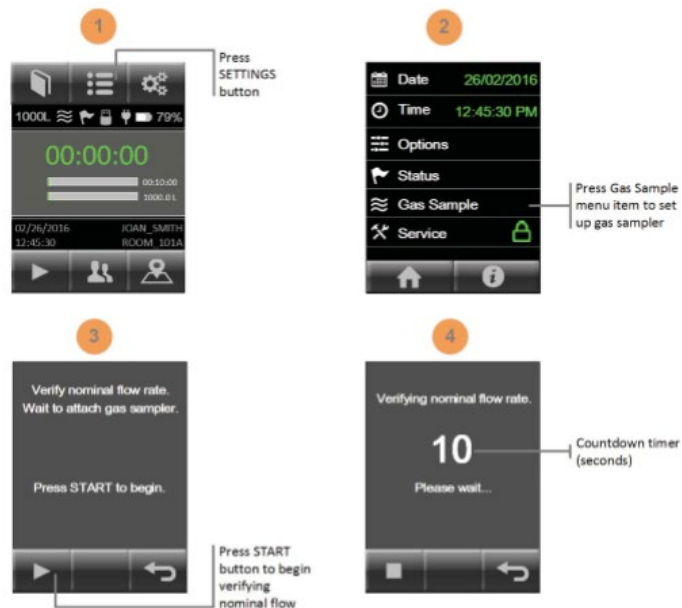 1
Press
SETTINGS
button
1000L 79%
00:00:00
00:10:00
1000.0 L
02/26/2016 JOAN_SMITH
12:45:30 ROOM_101A
2
Date 26/02/2016
Time 12:45:30 PM
Options
Status
Gas Sample
Service
Press Gas Sample
menu item to set
up gas sampler
3
Verify nominal flow rate.
Wait to attach gas sampler.
Press START to begin.
Press START
button to begin
verifying
nominal flow
4
Verifying nominal flow rate.
10
Please wait...
Countdown timer
(seconds)